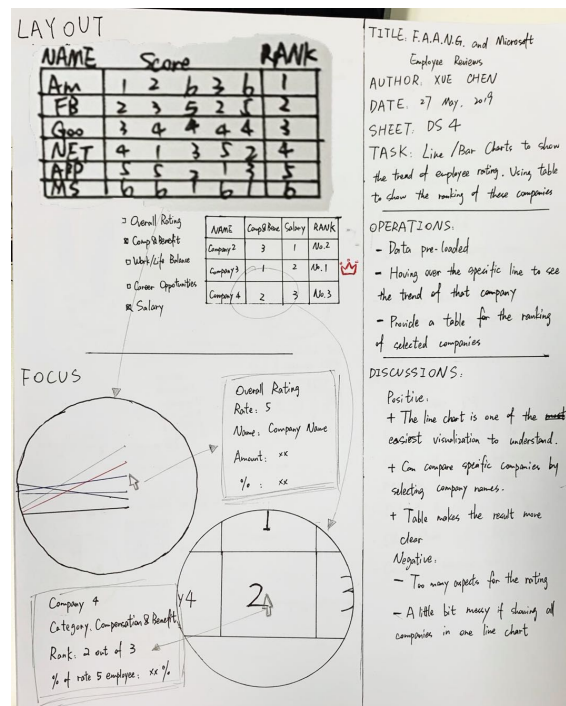 LAYOUT
NAME Score RANK
Am 1 2 6 3 6 1
FB 2 3 5 2 5 2
Goo 3 4 4 4 4 3
NET 4 1 3 5 2 4
APP 5 5 1 3 5
MS 6 6 1 6 1 6
Overall Rating
Comp&Benefit
Work/Life Balance
Career Oppotunities
Salary
NAME Comp&Bene Salary RANK
Company 2 3 1 No.2
Company 3 1 2 No.1
Company 4 2 3 No.3
FOCUS
Overall Rating
Rate: 5
Name: Company Name
Amount: xx
% : xx
1
y4 2
Company 4
Category: Compensation & Benefit
Rank: 2 out of 3
% of rate 5 employee: xx %
TITLE: F.A.A.N.G. and Microsoft
Employee Reviews
AUTHOR: XUE CHEN
DATE: 27 May, 2019
SHEET: DS 4
TASK: Line/Bar Charts to show
the trend of employee rating. Using table
to show the ranking of these companies
OPERATIONS:
- Data pre-loaded
- Having over the specific line to see
the trend of that company
- Provide a table for the ranking
of selected companies
DISCUSSIONS:
Positive:
+ The line chart is one of the
easiest visualization to understand.
+ Can compare specific companies by
selecting company names.
+ Table makes the result more
clear
Negative:
- Too many aspects for the rating
- A little bit messy if showing all
companies in one line chart